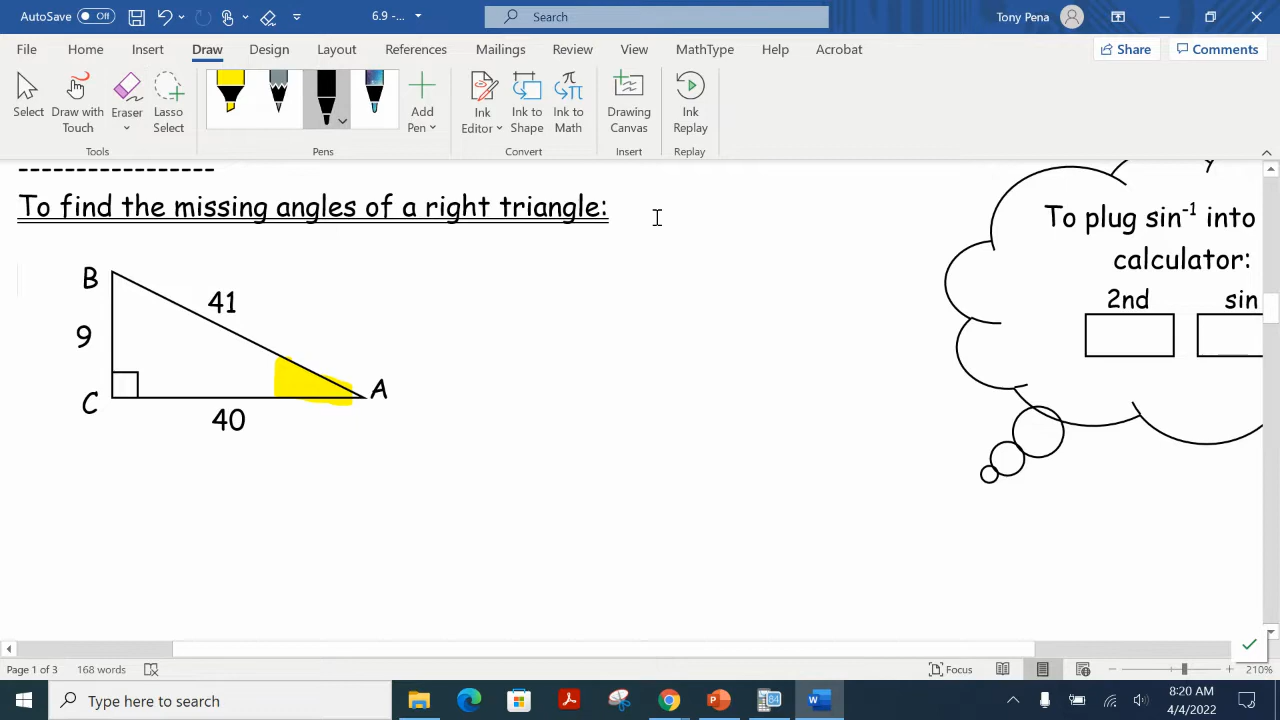 AutoSave Off 6.9 -... Search Tony Pena
File Home Insert Draw Design Layout References Mailings Review View MathType Help Acrobat Share Comments
Select Draw with Touch Eraser Lasso Select Add Pen Ink Editor Ink to Shape Ink to Math Drawing Canvas Ink Replay
Tools Pens Convert Insert Replay
-----------------
To find the missing angles of a right triangle:
To plug sin-1 into
calculator:
2nd sin
B
41
9
C
A
40
Page 1 of 3 168 words Focus 210%
Type here to search 84 8:20 AM
4/4/2022